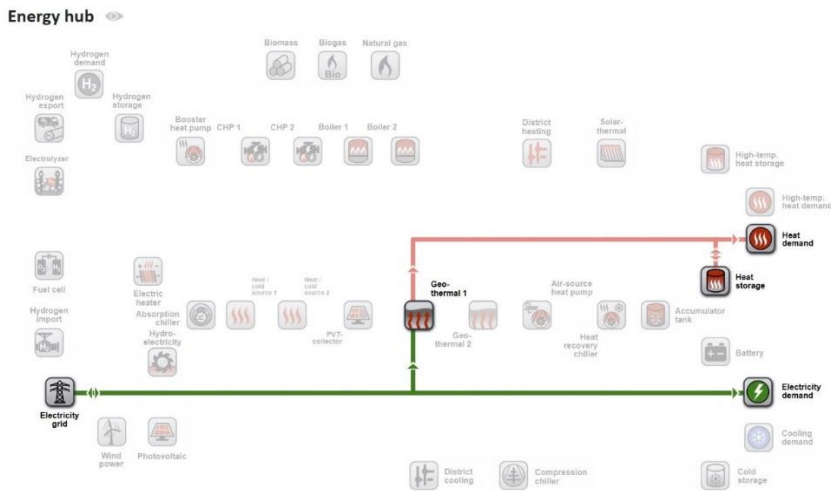 Energy hub
Biomass
Biogas
Natural gas
Hydrogen
demand
H₂
Bio
Hydrogen
export
Hydrogen
storage
H₂
Booster
heat pump
CHP 1
CHP 2
Boiler 1
Boiler 2
District
heating
Solar-
thermal
High-temp.
heat storage
Electrolyzer
High-temp.
heat demand
Heat
demand
Fuel cell
Electric
heater
Heat /
cold
source 1
Heat /
cold
source 2
Geo-
thermal 1
Air-source
heat pump
Heat
storage
Hydrogen
import
Absorption
chiller
Hydro-
electricity
PVT-
collector
Geo-
thermal 2
Heat
recovery
chiller
Accumulator
tank
H₂
Battery
Electricity
grid
Electricity
demand
Wind
power
Photovoltaic
Cooling
demand
District
cooling
Compression
chiller
Cold
storage